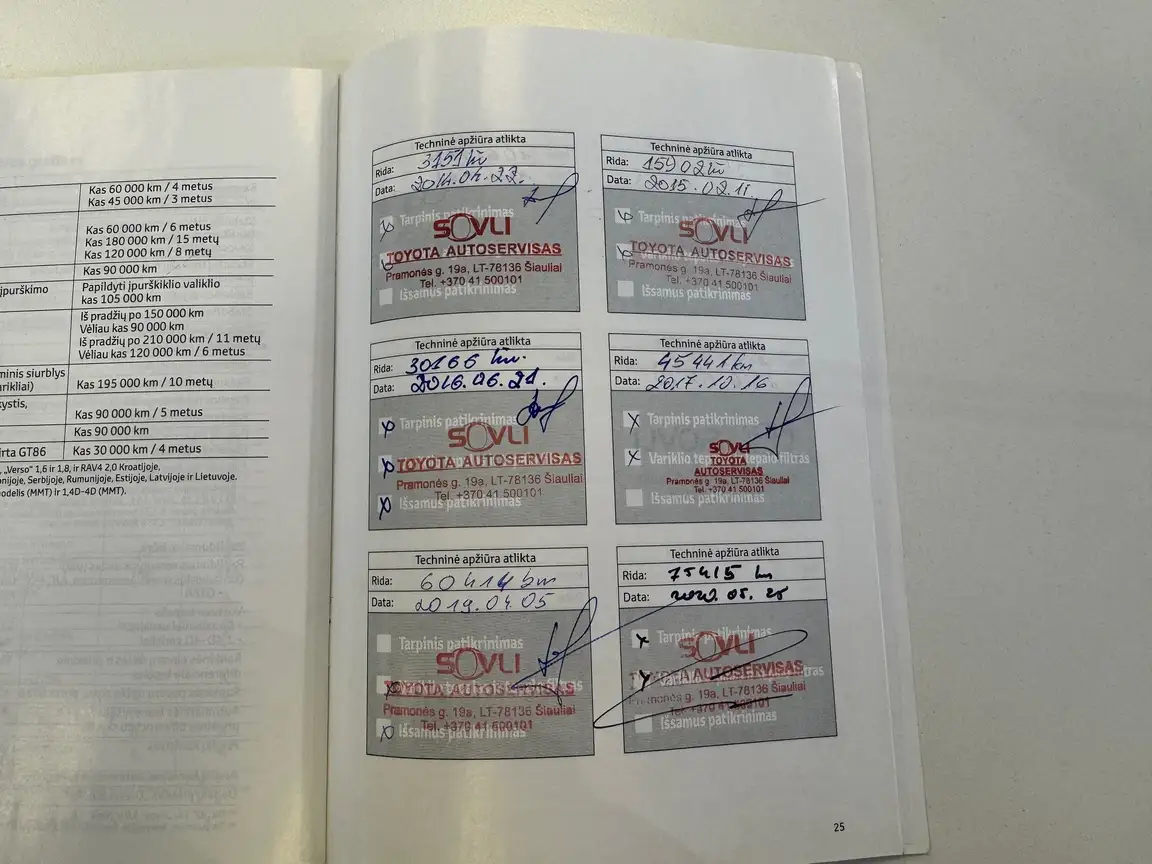 Kas 60 000 km / 4 metus
Kas 45 000 km / 3 metus
Kas 60 000 km / 6 metus
Kas 180 000 km / 15 metų
Kas 120 000 km / 8 metų
Kas 90 000 km
įpurškimo
Papildyti įpurškiklio valiklio
kas 105 000 km
Iš pradžių po 150 000 km
Vėliau kas 90 000 km
Iš pradžių po 210 000 km / 11 metų
Vėliau kas 120 000 km / 6 metus
minis siurblys
arikliai)
Kas 195 000 km / 10 metų
kystis,
Kas 90 000 km / 5 metus
Kas 90 000 km
irta GT86
Kas 30 000 km / 4 metus
, „Verso“ 1,6 ir 1,8, ir RAV4 2,0 Kroatijoje,
nijoje, Serbijoje, Rumunijoje, Estijoje, Latvijoje ir Lietuvoje.
odelis (MMT) ir 1,4D-4D (MMT).
Techninė apžiūra atlikta
Rida: 3151 km
Data: 2014.04.22.
Tarpinis patikrinimas
SOVLI
TOYOTA AUTOSERVISAS
Pramonės g. 19a, LT-78136 Šiauliai
Tel. +370 41 500101
Išsamus patikrinimas
Techninė apžiūra atlikta
Rida: 15902 km
Data: 2015.02.11
Tarpinis patikrinimas
SOVLI
TOYOTA AUTOSERVISAS
Pramonės g. 19a, LT-78136 Šiauliai
Tel. +370 41 500101
Išsamus patikrinimas
Techninė apžiūra atlikta
Rida: 30166 km.
Data: 2016.06.21.
Tarpinis patikrinimas
SOVLI
TOYOTA AUTOSERVISAS
Pramonės g. 19a, LT-78136 Šiauliai
Tel. +370 41 500101
Išsamus patikrinimas
Techninė apžiūra atlikta
Rida: 45441 km
Data: 2017.10.16
Tarpinis patikrinimas
SOVLI
Variklio tepalo filtras
TOYOTA
AUTOSERVISAS
Pramonės g. 19a, LT-78136 Šiauliai
Tel. +370 41 500101
Išsamus patikrinimas
Techninė apžiūra atlikta
Rida: 60414 km
Data: 2019.04.05
Tarpinis patikrinimas
SOVLI
TOYOTA AUTOSERVISAS
Pramonės g. 19a, LT-78136 Šiauliai
Tel. +370 41 500101
Išsamus patikrinimas
Techninė apžiūra atlikta
Rida: 75415 km
Data: 2020.05.25
Tarpinis patikrinimas
SOVLI
TOYOTA AUTOSERVISAS
Pramonės g. 19a, LT-78136 Šiauliai
Tel. +370 41 500101
Išsamus patikrinimas
25